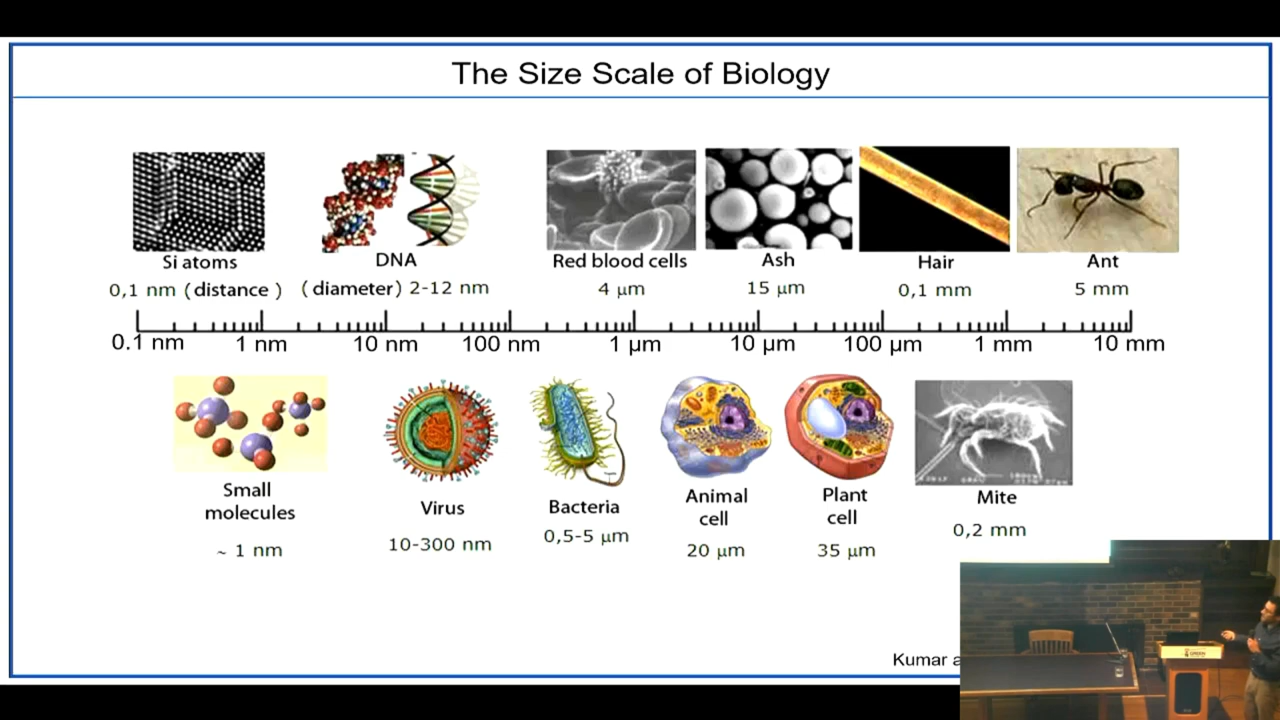 The Size Scale of Biology
Si atoms
0,1 nm (distance)
DNA
(diameter) 2-12 nm
Red blood cells
4 µm
Ash
15 µm
Hair
0,1 mm
Ant
5 mm
0.1 nm 1 nm 10 nm 100 nm 1 µm 10 µm 100 µm 1 mm 10 mm
Small
molecules
~ 1 nm
Virus
10-300 nm
Bacteria
0,5-5 µm
Animal
cell
20 µm
Plant
cell
35 µm
Mite
0,2 mm
Kumar